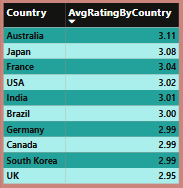 Country AvgRatingByCountry
Australia 3.11
Japan 3.08
France 3.04
USA 3.02
India 3.01
Brazil 3.00
Germany 2.99
Canada 2.99
South Korea 2.99
UK 2.95